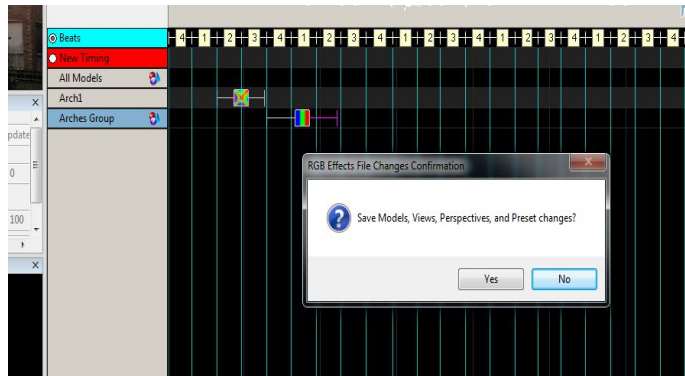 Beats
4 1 2 3 4 1 2 3 4 1 2 3 4 1 2 3 4 1 2 3 4
New Timing
All Models
Arch1
Arches Group
pdate
0
100
RGB Effects File Changes Confirmation
Save Models, Views, Perspectives, and Preset changes?
Yes
No